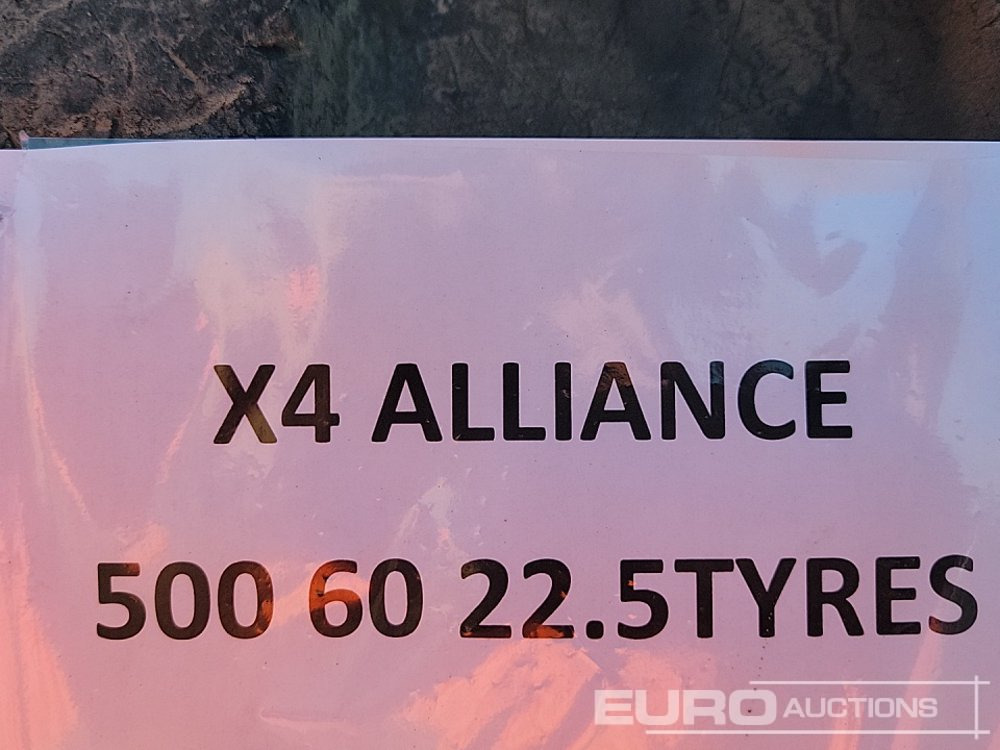 X4 ALLIANCE
500 60 22.5TYRES
EURO AUCTIONS